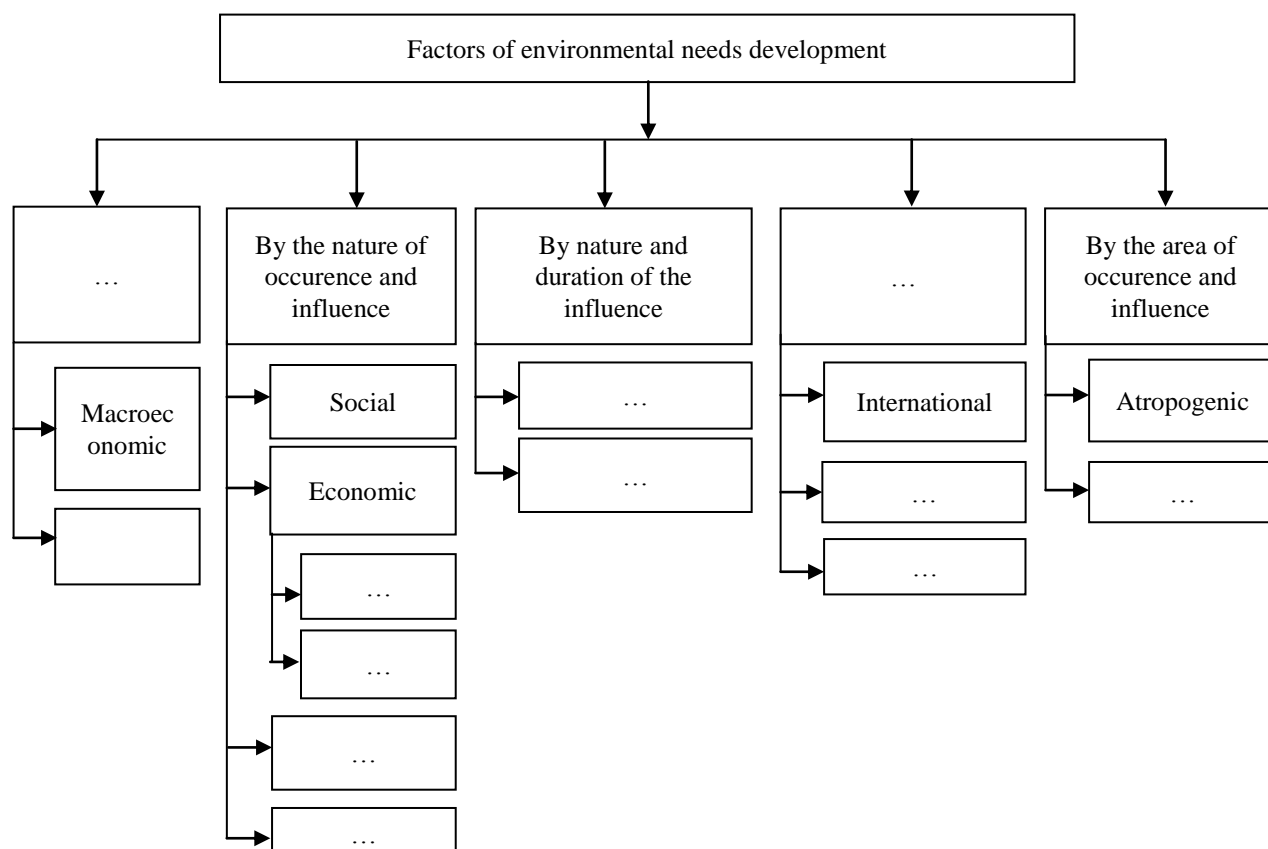 Factors of environmental needs development
…
By the nature of
occurence and
influence
By nature and
duration of the
influence
…
By the area of
occurence and
influence
Macroec
onomic
Social
Economic
…
…
…
…
…
…
International
…
…
Atropogenic
…